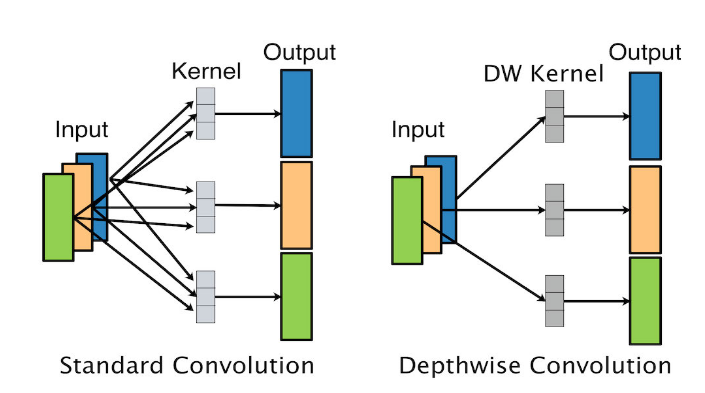 Output
Kernel
Input
Standard Convolution
Output
DW Kernel
Input
Depthwise Convolution